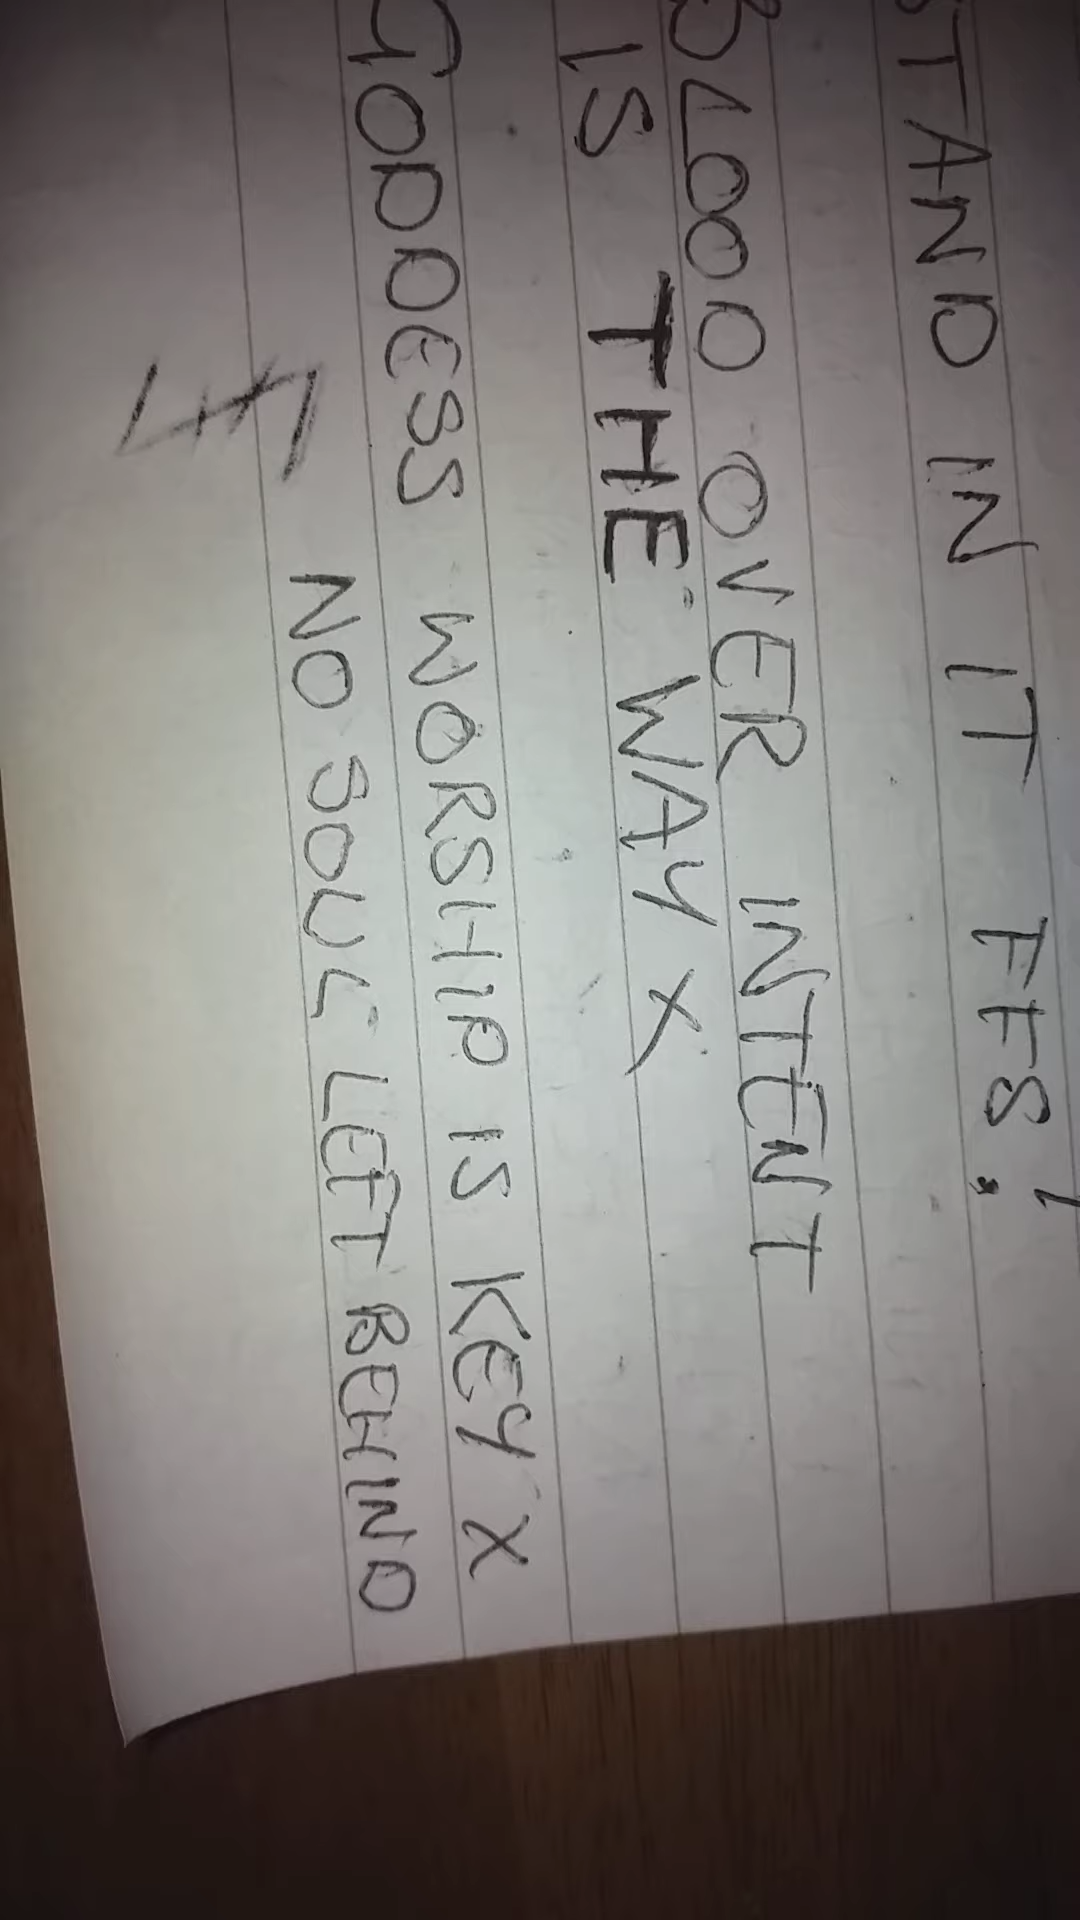 STAND IN IT FFS!
BLOOD OVER INTENT
IS THE WAY X
GODDESS WORSHIP IS KEY X
NO SOUL LEFT BEHIND